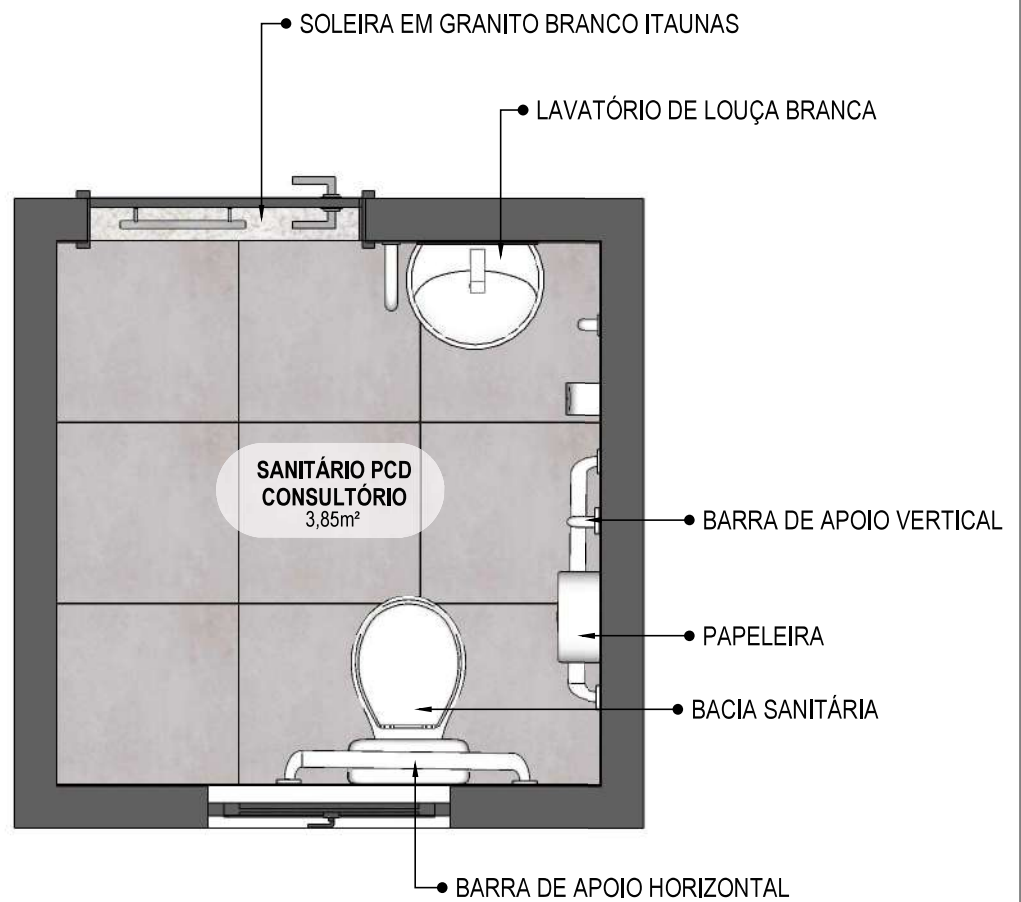 SOLEIRA EM GRANITO BRANCO ITAUNAS
LAVATÓRIO DE LOUÇA BRANCA
SANITÁRIO PCD
CONSULTÓRIO
3,85m²
BARRA DE APOIO VERTICAL
PAPELEIRA
BACIA SANITÁRIA
BARRA DE APOIO HORIZONTAL